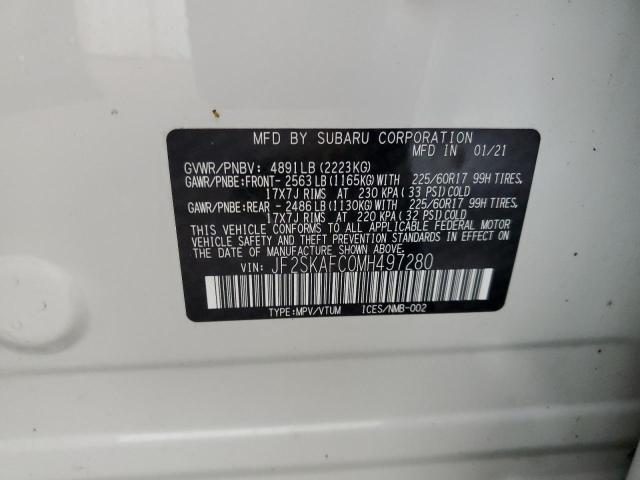 MFD BY SUBARU CORPORATION
MFD IN 01/21
GVWR/PNBV: 4891LB(2223KG)
GAWR/PNBE:FRONT- 2563LB(1165KG)WITH 225/60R17 99H TIRES,
17X7J RIMS AT 230 KPA(33 PSI)COLD
GAWR/PNBE:REAR - 2486LB(1130KG)WITH 225/60R17 99H TIRES,
17X7J RIMS AT 220 KPA(32 PSI)COLD
THIS VEHICLE CONFORMS TO ALL APPLICABLE FEDERAL MOTOR
VEHICLE SAFETY AND THEFT PREVENTION STANDARDS IN EFFECT ON
THE DATE OF MANUFACTURE SHOWN ABOVE.
VIN: JF2SKAFC0MH497280
TYPE:MPV/VTUM ICES/NMB-002